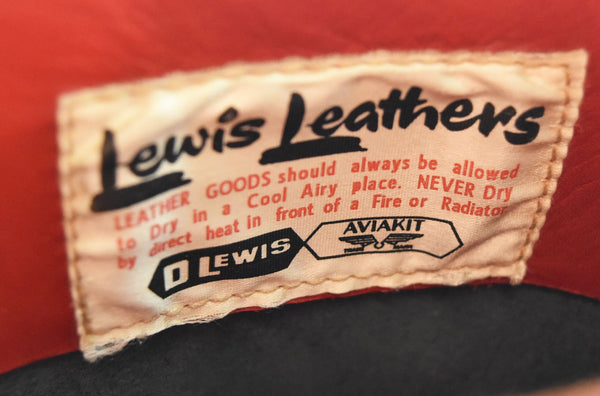 Lewis Leathers
LEATHER GOODS should always be allowed
to Dry in a Cool Airy place. NEVER Dry
by direct heat in front of a Fire or Radiator
D LEWIS
AVIAKIT